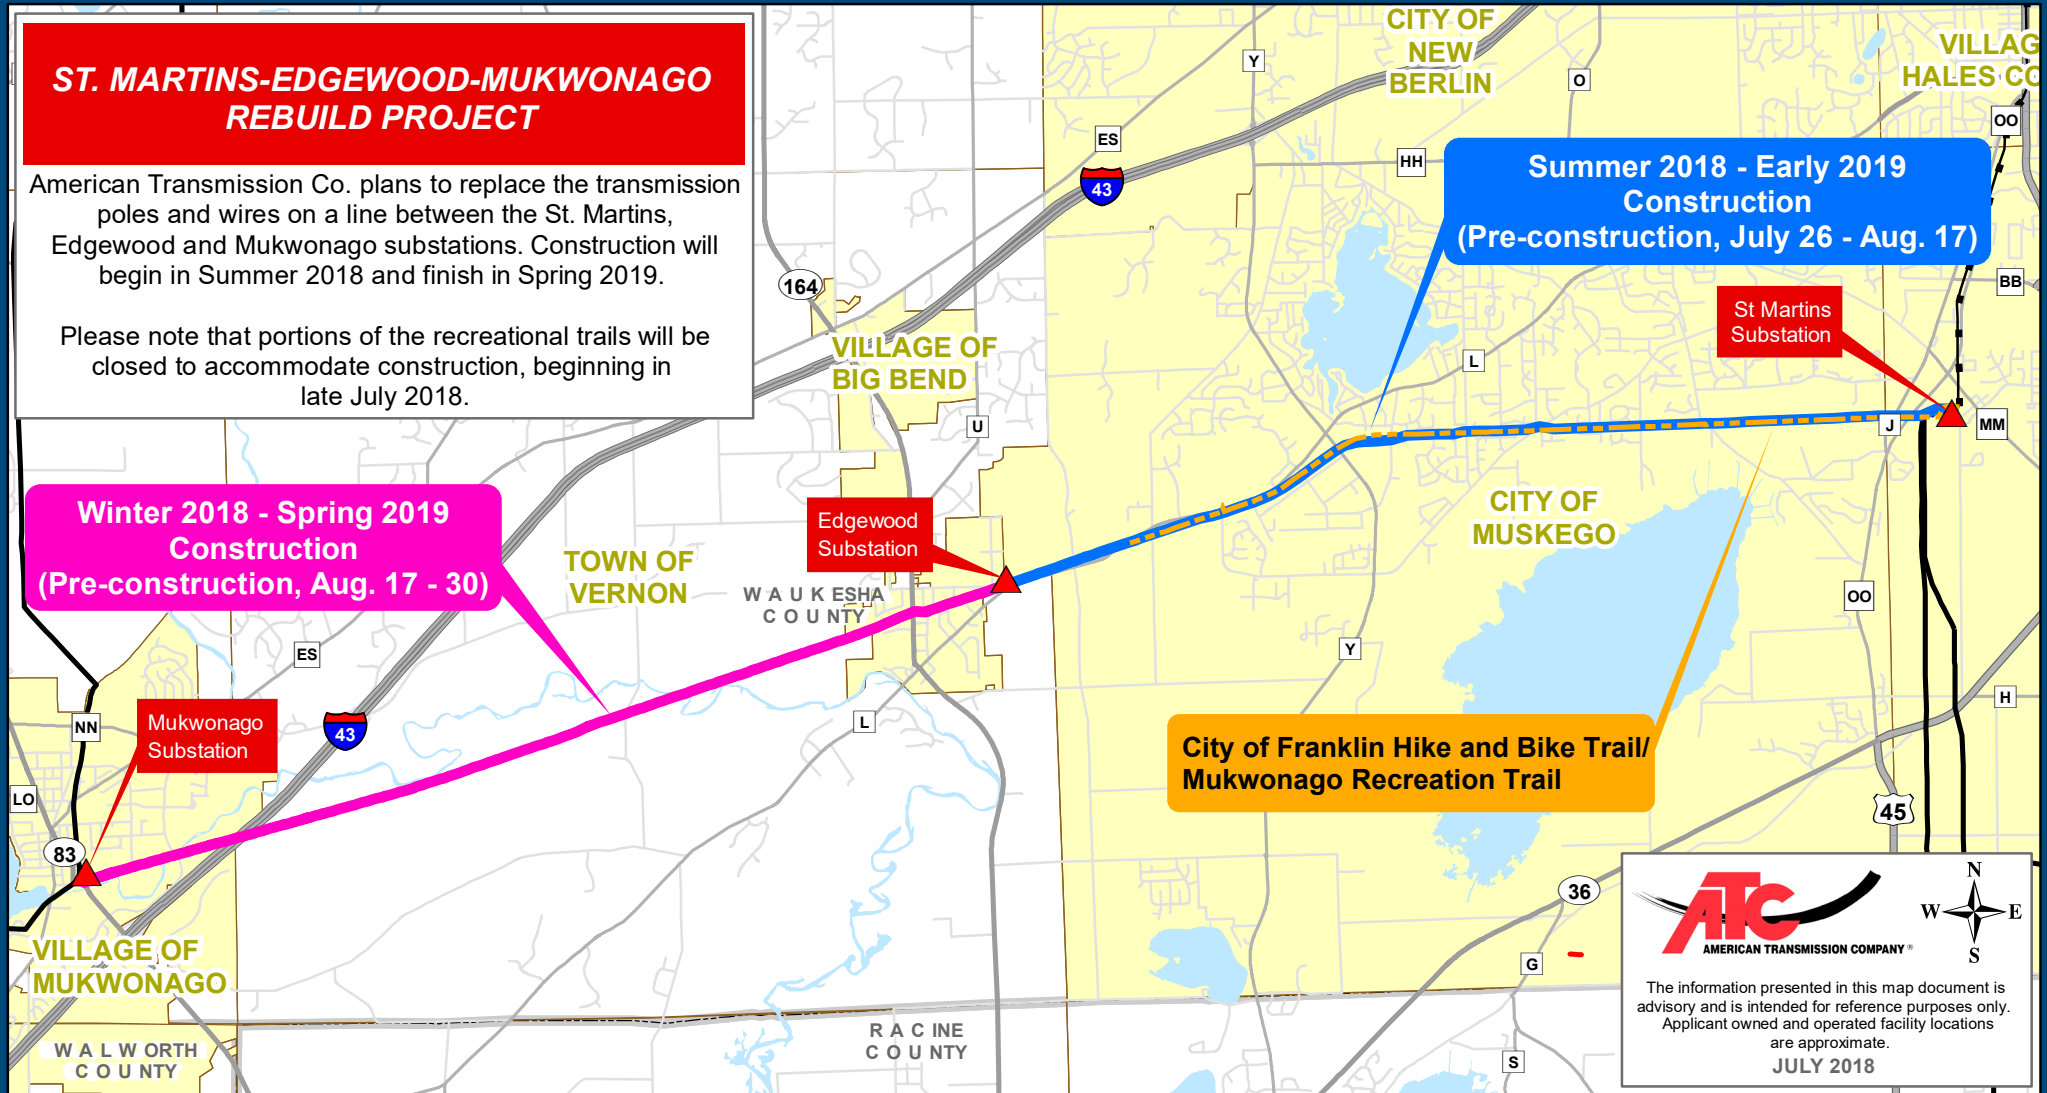 ST. MARTINS-EDGEWOOD-MUKWONAGO
REBUILD PROJECT
American Transmission Co. plans to replace the transmission
poles and wires on a line between the St. Martins,
Edgewood and Mukwonago substations. Construction will
begin in Summer 2018 and finish in Spring 2019.
Please note that portions of the recreational trails will be
closed to accommodate construction, beginning in
late July 2018.
CITY OF
NEW
BERLIN
VILLAG
HALES CO
Y
O
OO
ES
HH
43
Summer 2018 - Early 2019
Construction
(Pre-construction, July 26 - Aug. 17)
164
BB
St Martins
Substation
VILLAGE OF
BIG BEND
L
U
J
MM
Winter 2018 - Spring 2019
Construction
(Pre-construction, Aug. 17 - 30)
Edgewood
Substation
CITY OF
MUSKEGO
TOWN OF
VERNON
WAUKESHA
COUNTY
OO
ES
Y
H
NN
Mukwonago
Substation
43
L
City of Franklin Hike and Bike Trail/
Mukwonago Recreation Trail
LO
45
83
36
VILLAGE OF
MUKWONAGO
G
ATC
AMERICAN TRANSMISSION COMPANY ®
N
W E
S
The information presented in this map document is
advisory and is intended for reference purposes only.
Applicant owned and operated facility locations
are approximate.
JULY 2018
RACINE
COUNTY
WALWORTH
COUNTY
S